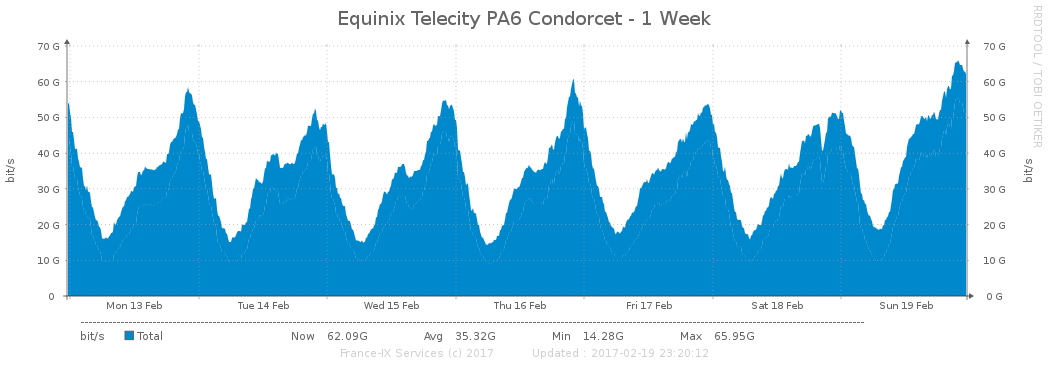 Equinix Telecity PA6 Condorcet - 1 Week
RRDTOOL / TOBI OETIKER
bit/s
bit/s
70 G 70 G
60 G 60 G
50 G 50 G
40 G 40 G
30 G 30 G
20 G 20 G
10 G 10 G
0 0 G
Mon 13 Feb Tue 14 Feb Wed 15 Feb Thu 16 Feb Fri 17 Feb Sat 18 Feb Sun 19 Feb
bit/s Total Now 62.09G Avg 35.32G Min 14.28G Max 65.95G
France-IX Services (c) 2017 Updated : 2017-02-19 23:20:12